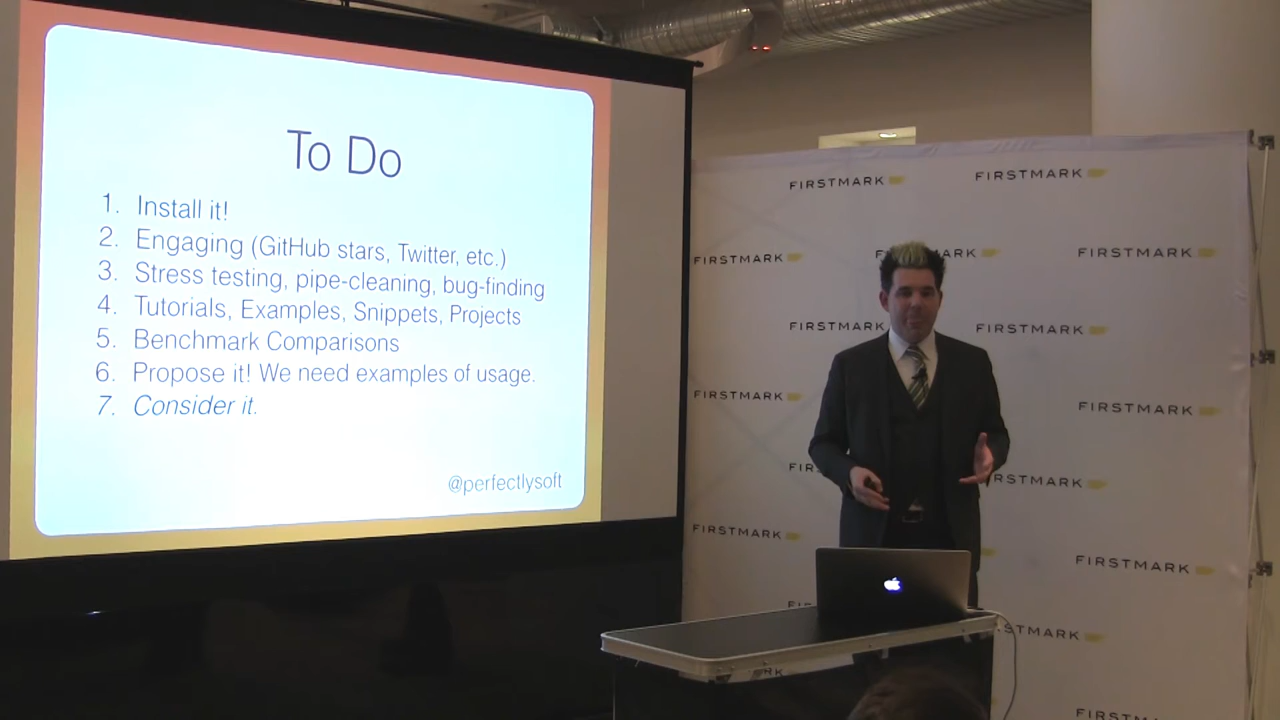 To Do
1. Install it!
2. Engaging (GitHub stars, Twitter, etc.)
3. Stress testing, pipe-cleaning, bug-finding
4. Tutorials, Examples, Snippets, Projects
5. Benchmark Comparisons
6. Propose it! We need examples of usage.
7. Consider it.
@perfectlysoft
FIRSTMARK
FIRSTMARK
FIRSTMARK
FIRSTMARK
FIRSTMARK
FIRSTMARK
FIRSTMARK
FIRSTMARK
FIRSTMARK
FIRSTMARK
FIRSTMARK